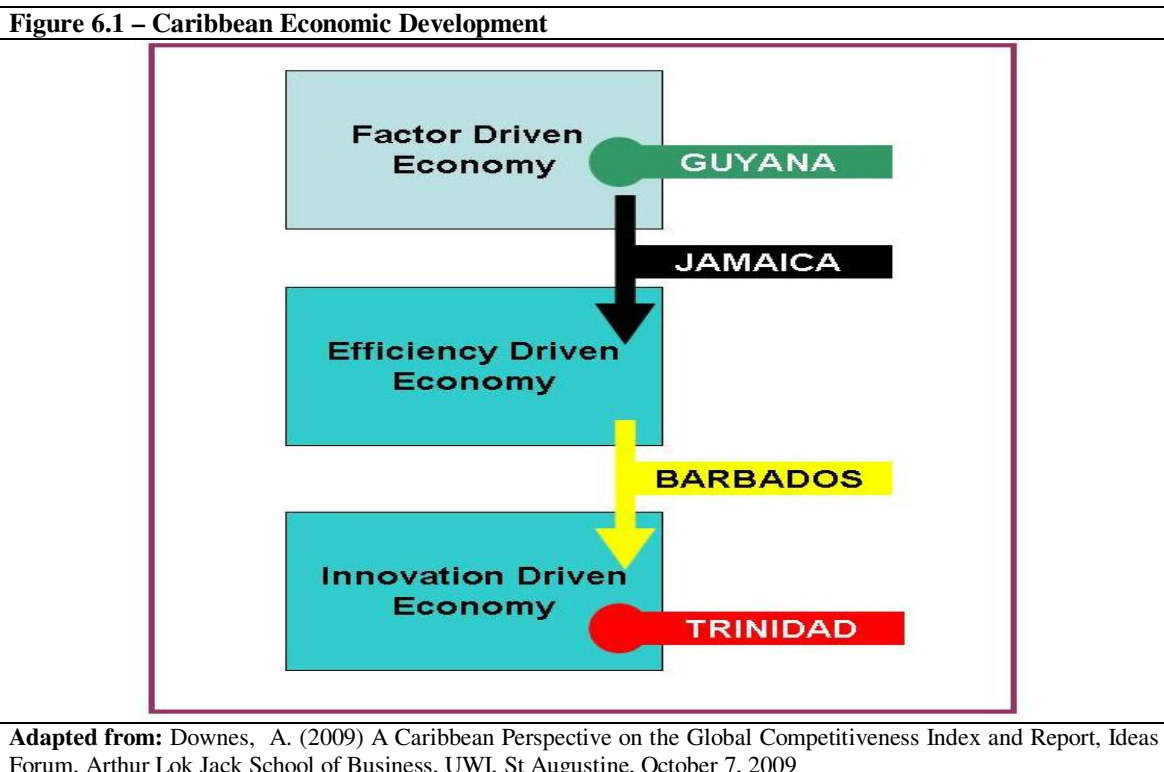 Figure 6.1 – Caribbean Economic Development
Factor Driven
Economy
GUYANA
JAMAICA
Efficiency Driven
Economy
BARBADOS
Innovation Driven
Economy
TRINIDAD
Adapted from: Downes, A. (2009) A Caribbean Perspective on the Global Competitiveness Index and Report, Ideas
Forum, Arthur Lok Jack School of Business, UWI, St Augustine, October 7, 2009